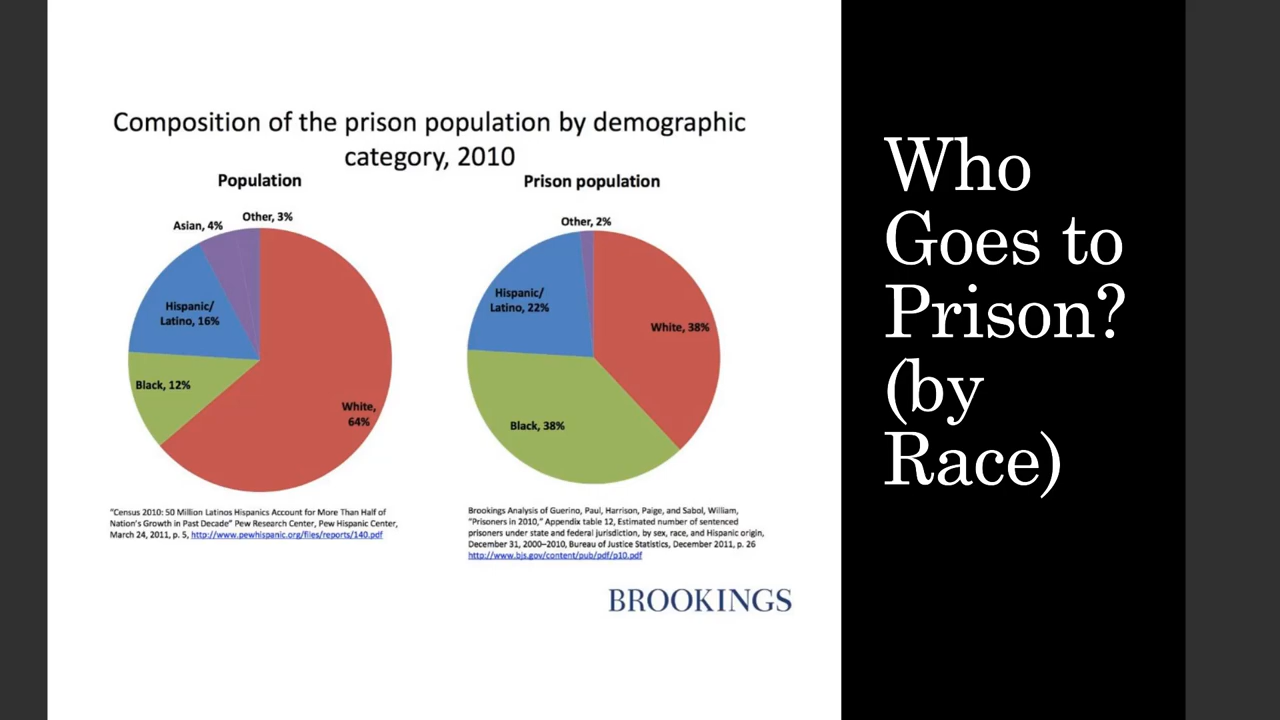 Composition of the prison population by demographic
category, 2010
Population
Other, 3%
Asian, 4%
Hispanic/
Latino, 16%
Black, 12%
White,
64%
"Census 2010: 50 Million Latinos Hispanics Account for More Than Half of
Nation's Growth in Past Decade" Pew Research Center, Pew Hispanic Center,
March 24, 2011, p. 5, http://www.pewhispanic.org/files/reports/140.pdf
Prison population
Other, 2%
Hispanic/
Latino, 22%
White, 38%
Black, 38%
Brookings Analysis of Guerino, Paul, Harrison, Paige, and Sabol, William,
"Prisoners in 2010," Appendix table 12, Estimated number of sentenced
prisoners under state and federal jurisdiction, by sex, race, and Hispanic origin,
December 31, 2000–2010, Bureau of Justice Statistics, December 2011, p. 26
http://www.bjs.gov/content/pub/pdf/p10.pdf
BROOKINGS
Who
Goes to
Prison?
(by
Race)